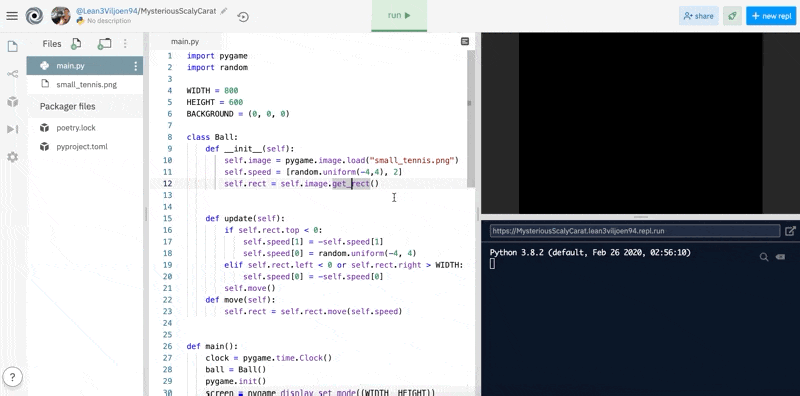 @Lean3Viljoen94/MysteriousScalyCarat
No description
run
share
+ new repl
Files
main.py
small_tennis.png
Packager files
poetry.lock
pyproject.toml
?
main.py
1 import pygame
2 import random
3
4 WIDTH = 800
5 HEIGHT = 600
6 BACKGROUND = (0, 0, 0)
7
8 class Ball:
9 def __init__(self):
10 self.image = pygame.image.load("small_tennis.png")
11 self.speed = [random.uniform(-4,4), 2]
12 self.rect = self.image.get_rect()
13
14
15 def update(self):
16 if self.rect.top < 0:
17 self.speed[1] = -self.speed[1]
18 self.speed[0] = random.uniform(-4, 4)
19 elif self.rect.left < 0 or self.rect.right > WIDTH:
20 self.speed[0] = -self.speed[0]
21 self.move()
22 def move(self):
23 self.rect = self.rect.move(self.speed)
24
25
26 def main():
27 clock = pygame.time.Clock()
28 ball = Ball()
29 pygame.init()
30 screen = pygame.display.set_mode((WIDTH, HEIGHT))
https://MysteriousScalyCarat.lean3viljoen94.repl.run
Python 3.8.2 (default, Feb 26 2020, 02:56:10)